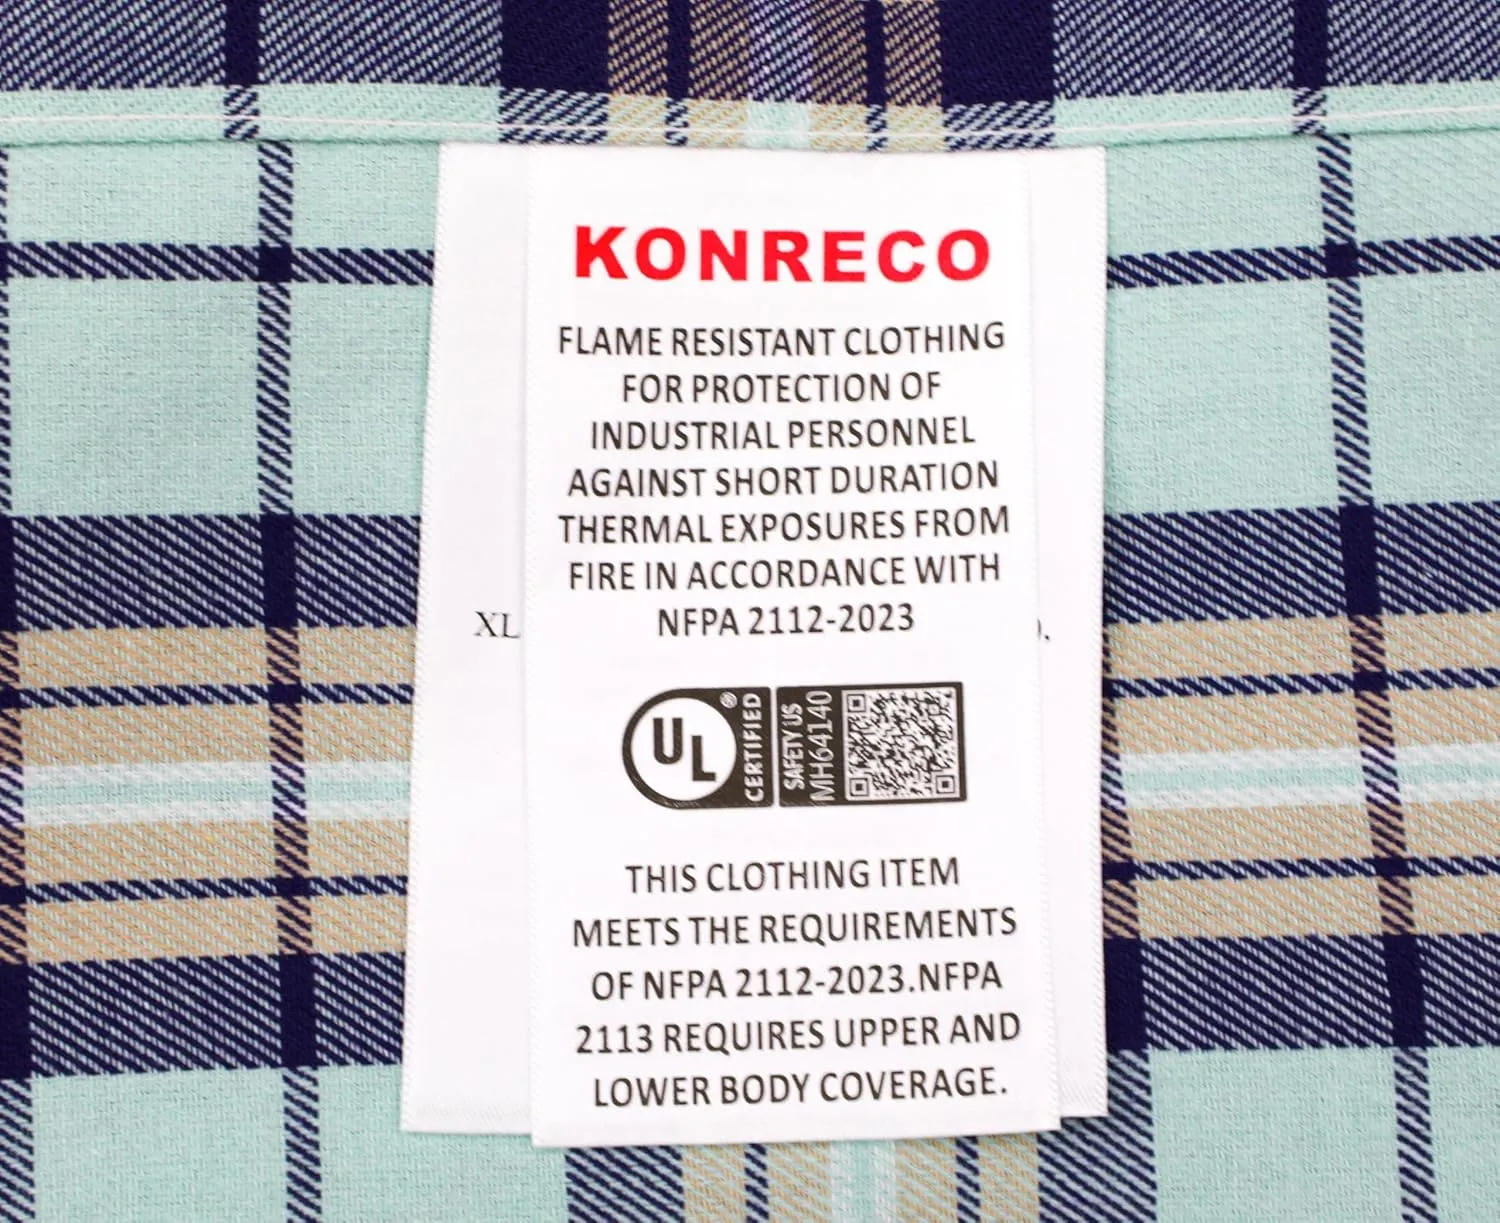 KONRECO
FLAME RESISTANT CLOTHING
FOR PROTECTION OF
INDUSTRIAL PERSONNEL
AGAINST SHORT DURATION
THERMAL EXPOSURES FROM
FIRE IN ACCORDANCE WITH
NFPA 2112-2023
XL
UL®
CERTIFIED
SAFETY US
MH64140
THIS CLOTHING ITEM
MEETS THE REQUIREMENTS
OF NFPA 2112-2023.NFPA
2113 REQUIRES UPPER AND
LOWER BODY COVERAGE.